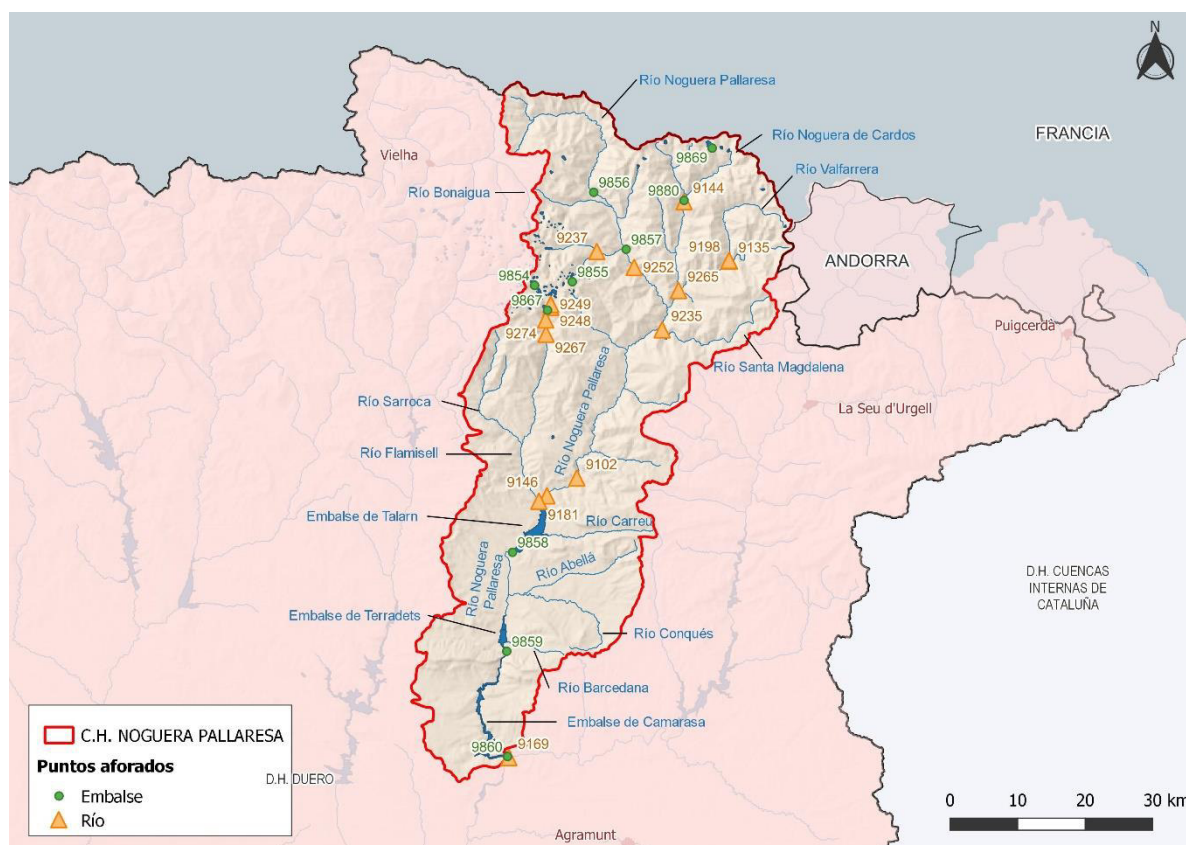 N
Río Noguera Pallaresa
FRANCIA
Río Noguera de Cardos
Vielha
9869
Río Valfarrera
Río Bonaigua
9856
9880
9144
9237
9857
9198
9135
ANDORRA
9854
9855
9252
9265
9867
9249
9248
9235
Puigcerdà
9274
9267
Río Santa Magdalena
Río Noguera Pallaresa
Río Sarroca
La Seu d'Urgell
Río Flamisell
9102
9146
9181
Embalse de Talarn
Río Carreu
9858
Río Abellá
D.H. CUENCAS
INTERNAS DE
CATALUÑA
Río Noguera
Pallaresa
Embalse de Terradets
Río Conqués
9859
Río Barcedana
Embalse de Camarasa
C.H. NOGUERA PALLARESA
9860
9169
Puntos aforados
D.H. DUERO
Embalse
Río
0 10 20 30 km
Agramunt